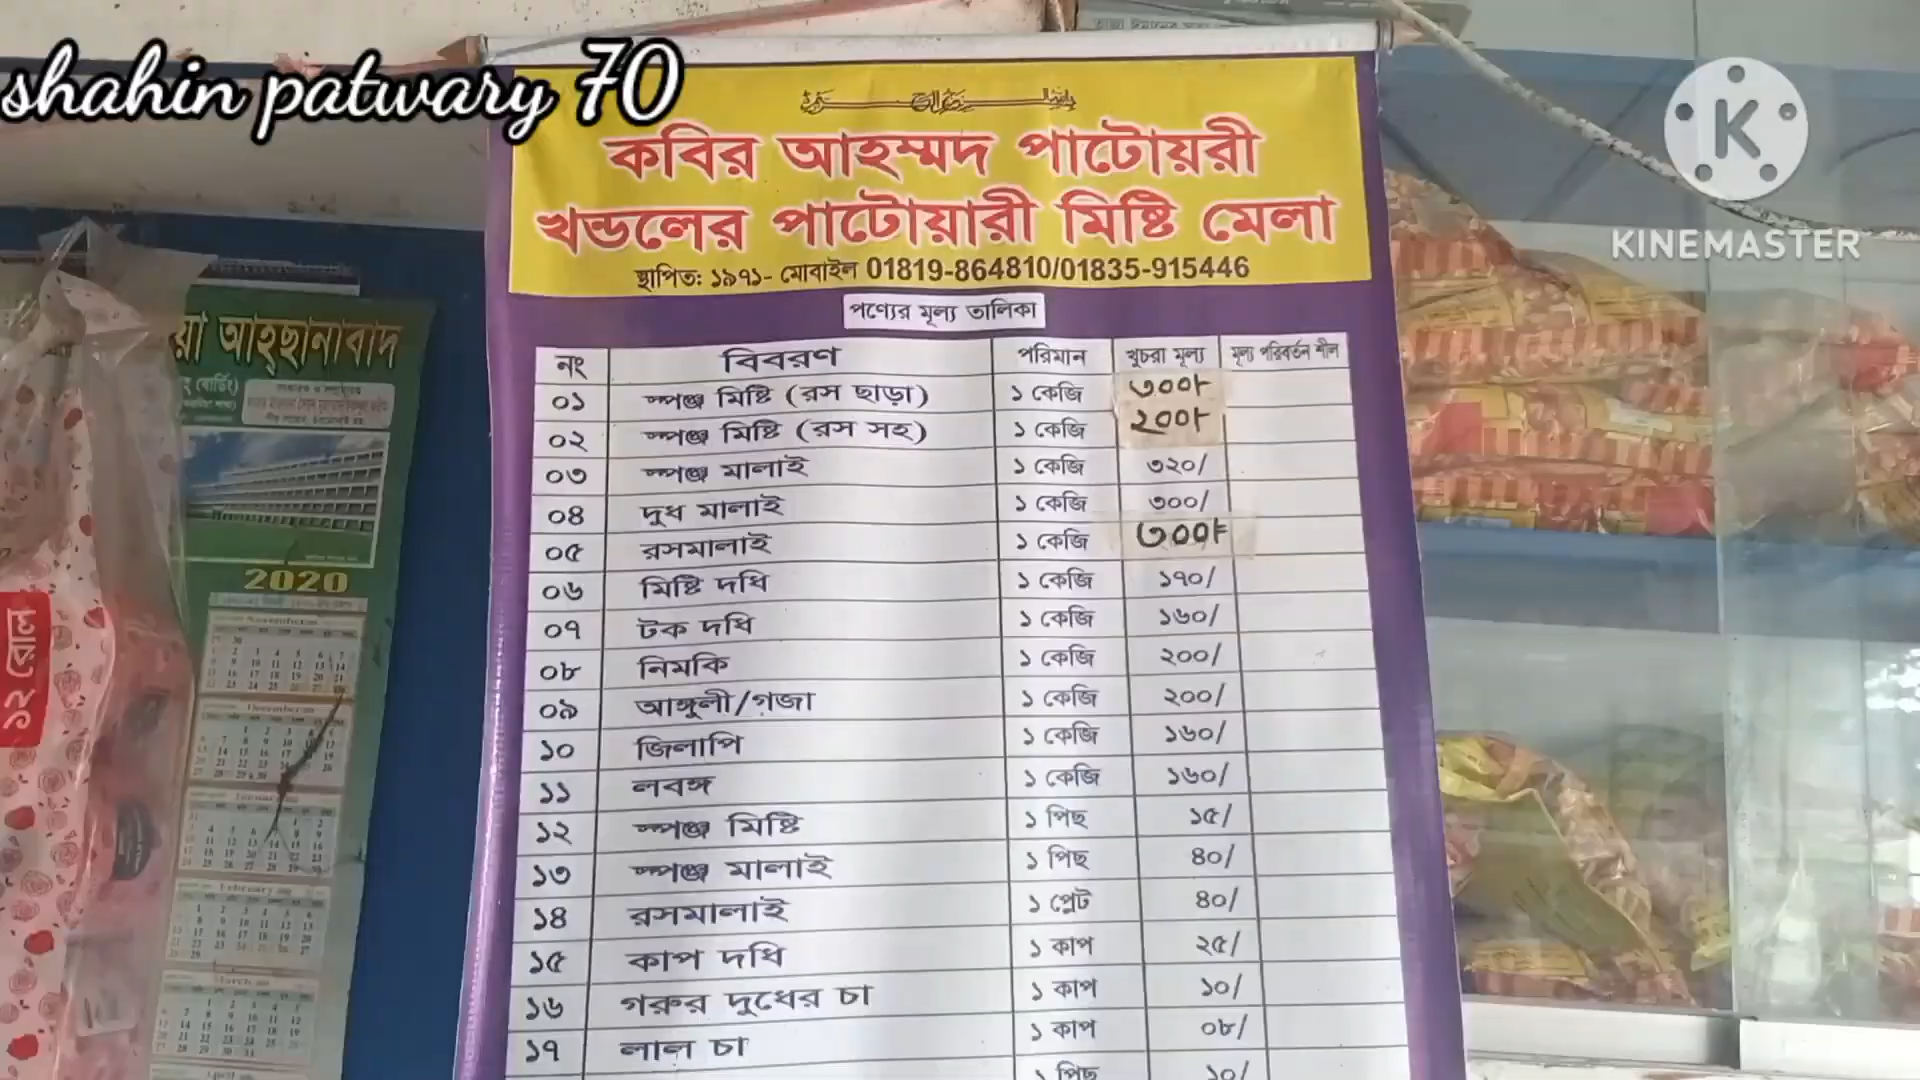 shahin patwary 70
KINEMASTER
কবির আহম্মদ পাটোয়রী
খন্ডলের পাটোয়ারী মিষ্টি মেলা
স্থাপিত: ১৯৭১- মোবাইল 01819-864810/01835-915446
পণ্যের মূল্য তালিকা
নং বিবরণ পরিমান খুচরা মূল্য মূল্য পরিবর্তন শীল
০১ স্পঞ্জ মিষ্টি (রস ছাড়া) ১ কেজি ৩০০৲
০২ স্পঞ্জ মিষ্টি (রস সহ) ১ কেজি ২০০৲
০৩ স্পঞ্জ মালাই ১ কেজি ৩২০/
০৪ দুধ মালাই ১ কেজি ৩০০/
০৫ রসমালাই ১ কেজি ৩০০৲
০৬ মিষ্টি দধি ১ কেজি ১৭০/
০৭ টক দধি ১ কেজি ১৬০/
০৮ নিমকি ১ কেজি ২০০/
০৯ আঙ্গুলী/গজা ১ কেজি ২০০/
১০ জিলাপি ১ কেজি ১৬০/
১১ লবঙ্গ ১ কেজি ১৬০/
১২ স্পঞ্জ মিষ্টি ১ পিছ ১৫/
১৩ স্পঞ্জ মালাই ১ পিছ ৪০/
১৪ রসমালাই ১ প্লেট ৪০/
১৫ কাপ দধি ১ কাপ ২৫/
১৬ গরুর দুধের চা ১ কাপ ১০/
১৭ লাল চা ১ কাপ ০৮/
১ পিছ ১০/
য়া আহ্ছানাবাদ
2020
১২ রোল